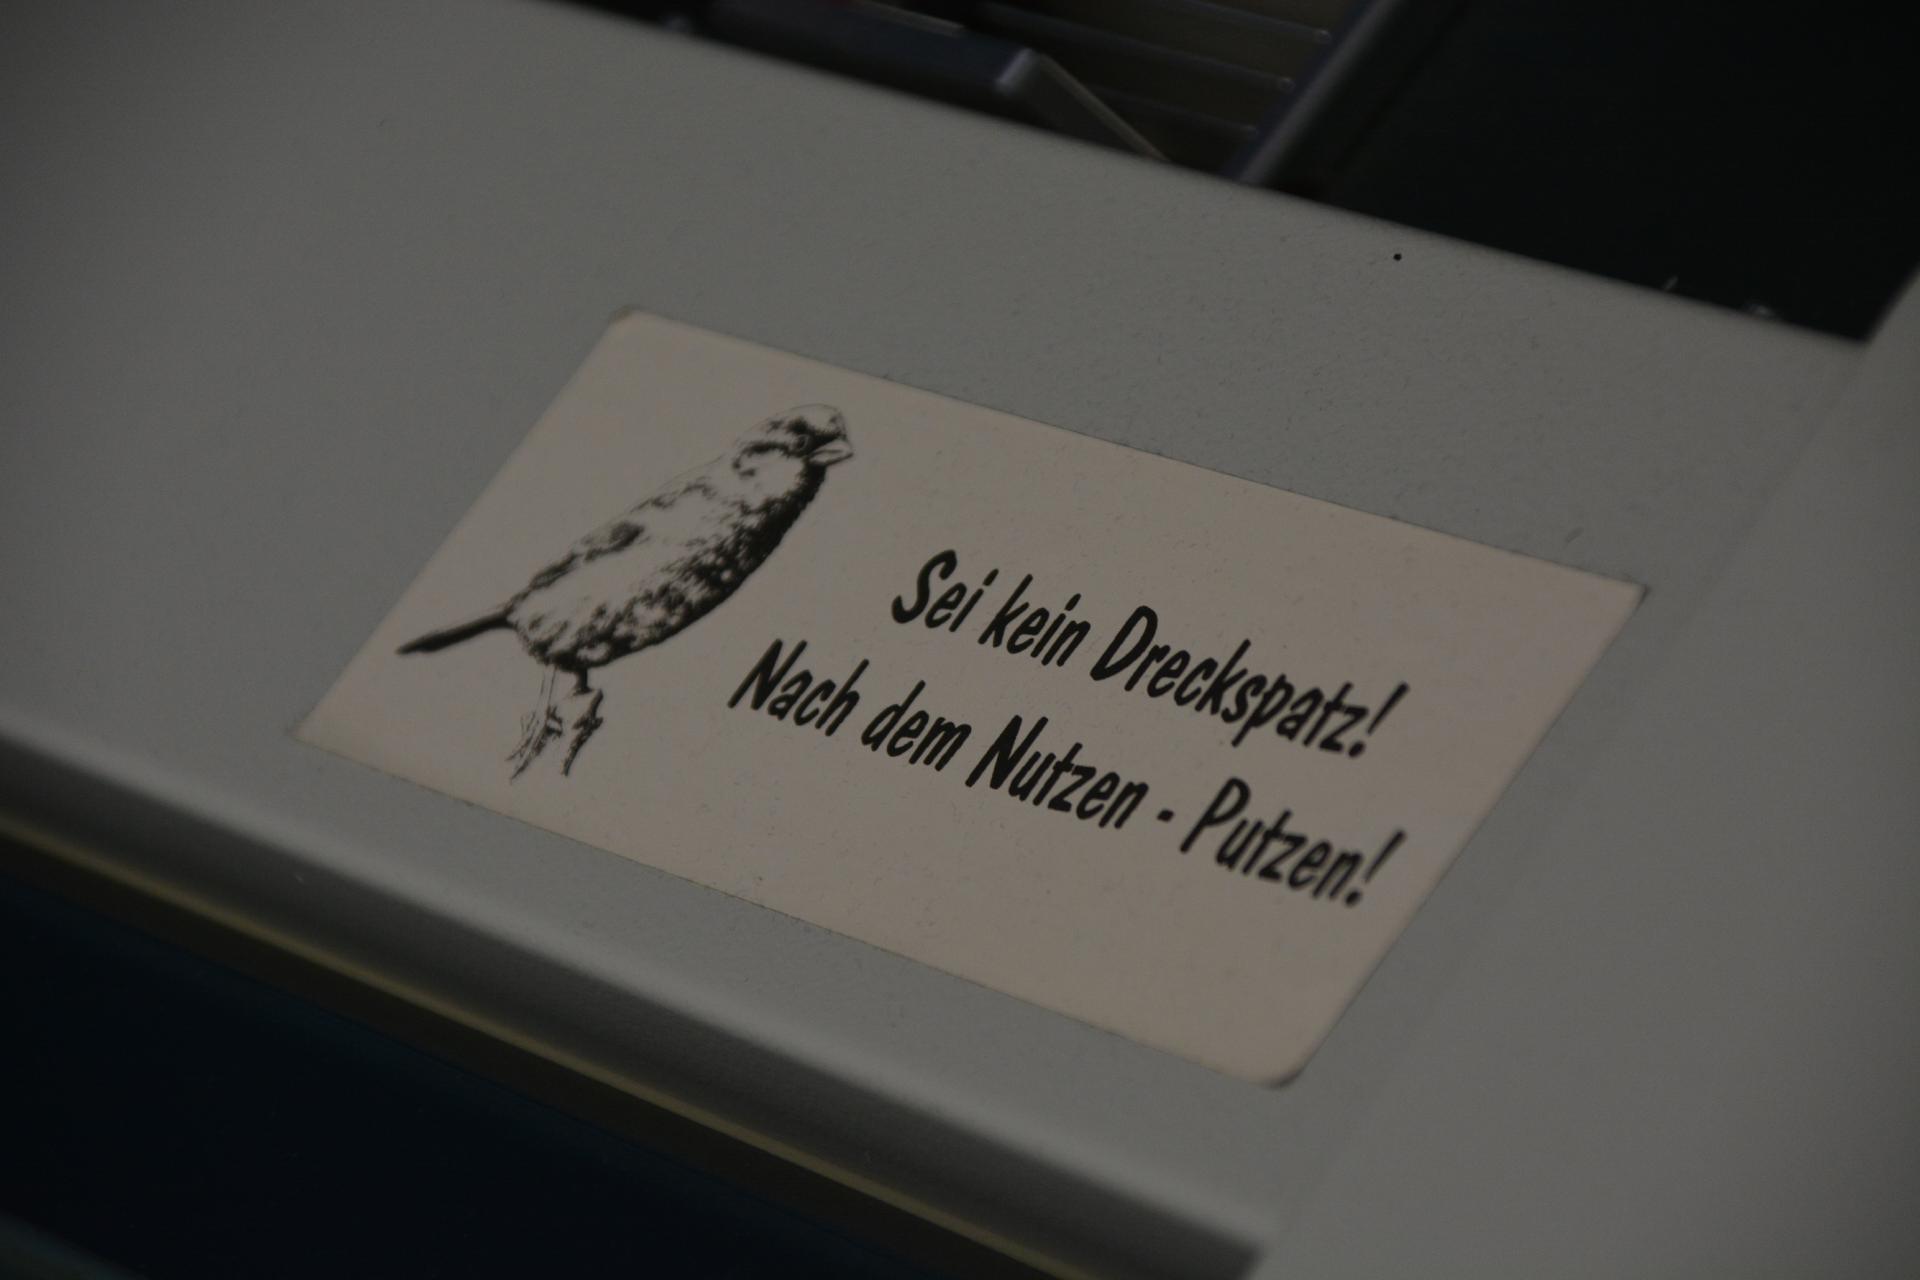 Sei kein Dreckspatz!
Nach dem Nutzen - Putzen!